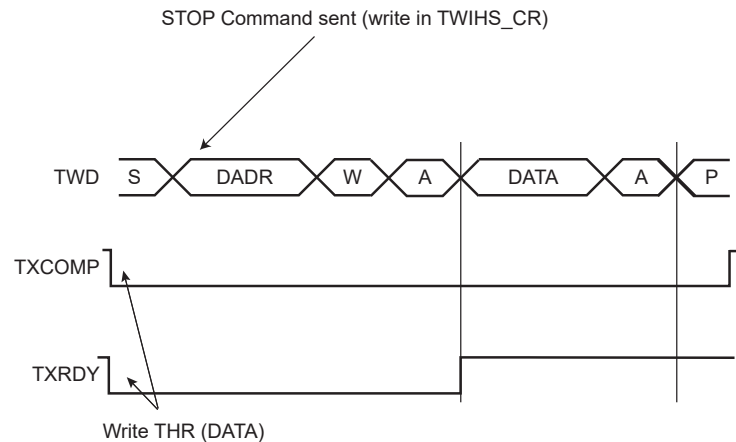 STOP Command sent (write in TWIHS_CR)
TWD S DADR W A DATA A P
TXCOMP
TXRDY
Write THR (DATA)